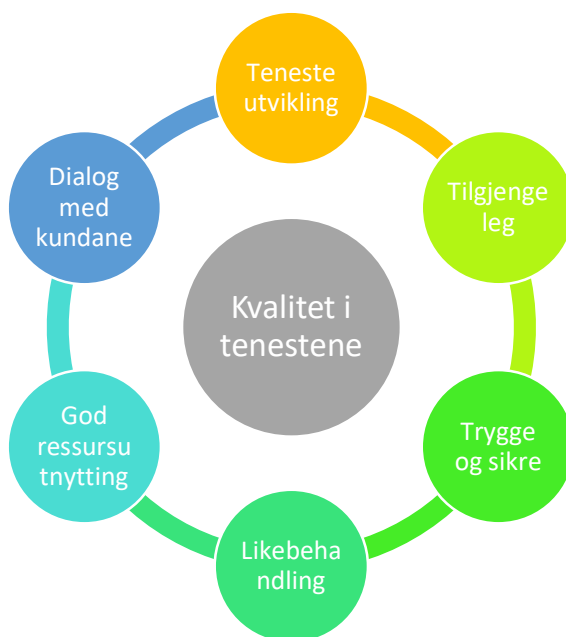 Teneste
utvikling
Tilgjenge
leg
Trygge
og sikre
Likebeha
ndling
God
ressursu
tnytting
Dialog
med
kundane
Kvalitet i
tenestene